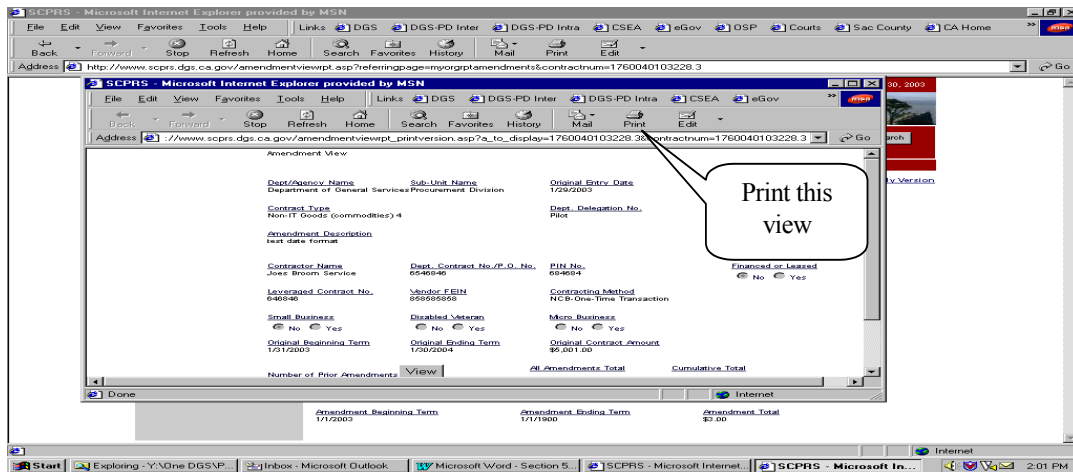 SCPRS - Microsoft Internet Explorer provided by MSN
File Edit View Favorites Tools Help Links DGS DGS-PD Inter DGS-PD Intra CSEA eGov OSP Courts Sac County CA Home »
Back Forward Stop Refresh Home Search Favorites History Mail Print Edit
Address http://www.scprs.dgs.ca.gov/amendmentviewrpt.asp?referringpage=myorgrptamendments&contractnum=1760040103228.3 Go
30, 2003
SCPRS - Microsoft Internet Explorer provided by MSN
File Edit View Favorites Tools Help Links DGS DGS-PD Inter DGS-PD Intra CSEA eGov »
Back Forward Stop Refresh Home Search Favorites History Mail Print Edit
Address ://www.scprs.dgs.ca.gov/amendmentviewrpt_printversion.asp?a_to_display=1760040103228.3&contractnum=1760040103228.3 Go
arch
ly Version
Amendment View
Print this
view
Dept/Agency Name Sub-Unit Name Original Entry Date
Department of General Services Procurement Division 1/29/2003
Contract Type Dept. Delegation No.
Non-IT Goods (commodities) 4 Pilot
Amendment Description
test date format
Contractor Name Dept. Contract No./P.O. No. PIN No. Financed or Leased
Joes Broom Service 6546846 684684 No Yes
Leveraged Contract No. Vendor FEIN Contracting Method
646846 858585858 NCB-One-Time Transaction
Small Business Disabled Veteran Micro Business
No Yes No Yes No Yes
Original Beginning Term Original Ending Term Original Contract Amount
1/31/2003 1/30/2004 $5,001.00
Number of Prior Amendments View All Amendments Total Cumulative Total
Done Internet
Amendment Beginning Term Amendment Ending Term Amendment Total
1/1/2003 1/1/1900 $3.00
Internet
Start Exploring - Y:\One DGS\P... Inbox - Microsoft Outlook Microsoft Word - Section 5... SCPRS - Microsoft Internet... SCPRS - Microsoft In... 2:01 PM